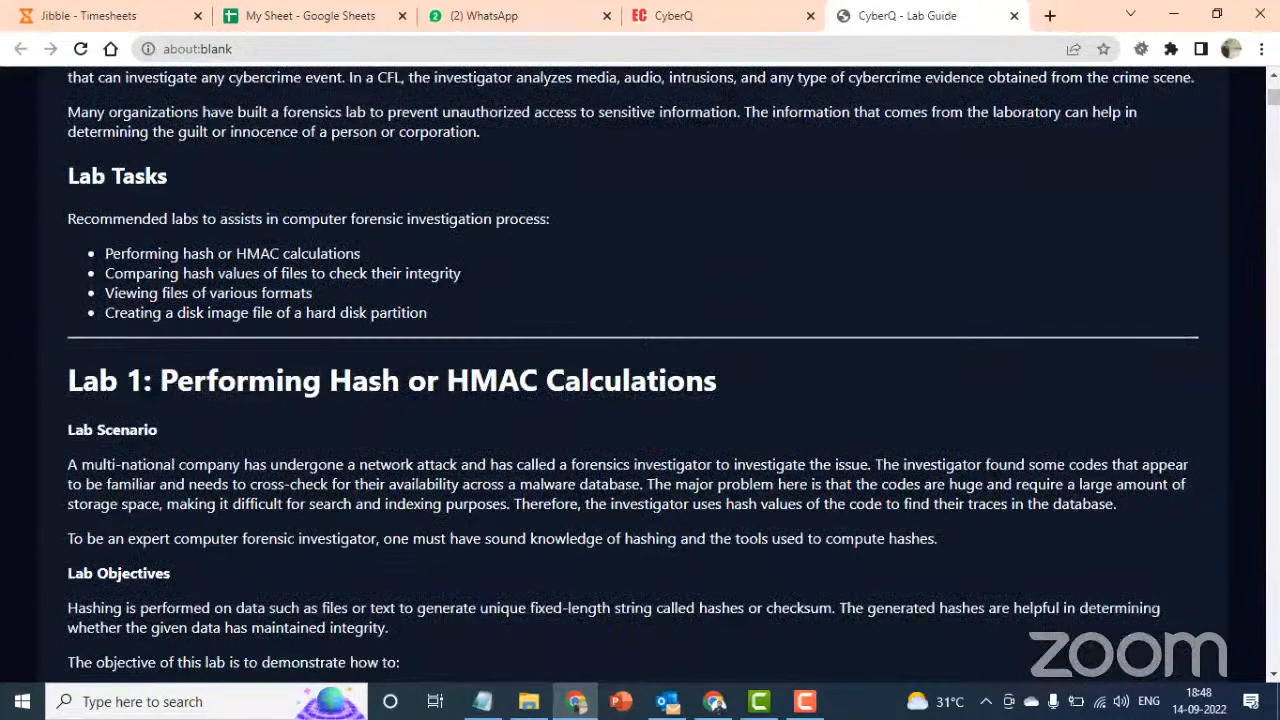 Jibble - Timesheets
My Sheet - Google Sheets
2
(2) WhatsApp
EC
CyberQ
CyberQ - Lab Guide
about:blank
that can investigate any cybercrime event. In a CFL, the investigator analyzes media, audio, intrusions, and any type of cybercrime evidence obtained from the crime scene.
Many organizations have built a forensics lab to prevent unauthorized access to sensitive information. The information that comes from the laboratory can help in
determining the guilt or innocence of a person or corporation.
Lab Tasks
Recommended labs to assists in computer forensic investigation process:
• Performing hash or HMAC calculations
• Comparing hash values of files to check their integrity
• Viewing files of various formats
• Creating a disk image file of a hard disk partition
Lab 1: Performing Hash or HMAC Calculations
Lab Scenario
A multi-national company has undergone a network attack and has called a forensics investigator to investigate the issue. The investigator found some codes that appear
to be familiar and needs to cross-check for their availability across a malware database. The major problem here is that the codes are huge and require a large amount of
storage space, making it difficult for search and indexing purposes. Therefore, the investigator uses hash values of the code to find their traces in the database.
To be an expert computer forensic investigator, one must have sound knowledge of hashing and the tools used to compute hashes.
Lab Objectives
Hashing is performed on data such as files or text to generate unique fixed-length string called hashes or checksum. The generated hashes are helpful in determining
whether the given data has maintained integrity.
The objective of this lab is to demonstrate how to:
zoom
Type here to search
31°C
ENG
18:48
14-09-2022